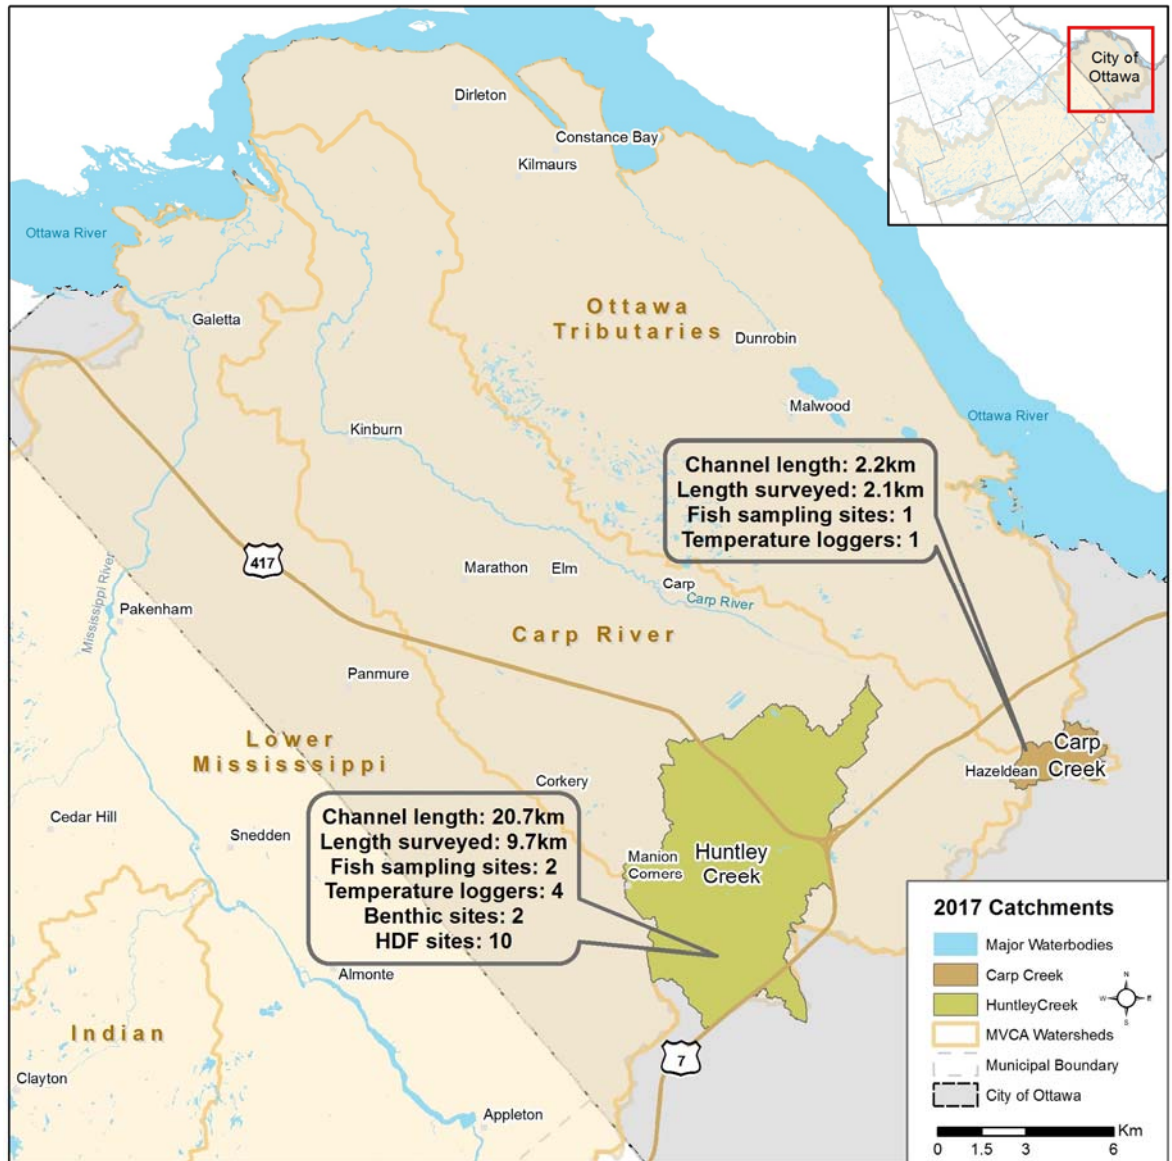 City of
Ottawa
Dirleton
Constance Bay
Kilmaurs
Ottawa River
Ottawa
Tributaries
Galetta
Dunrobin
Malwood
Ottawa River
Kinburn
Channel length: 2.2km
Length surveyed: 2.1km
Fish sampling sites: 1
Temperature loggers: 1
417
Marathon
Elm
Carp
Carp River
Mississippi River
Pakenham
Carp River
Panmure
Lower
Mississsippi
Carp
Creek
Hazeldean
Corkery
Cedar Hill
Snedden
Channel length: 20.7km
Length surveyed: 9.7km
Fish sampling sites: 2
Temperature loggers: 4
Benthic sites: 2
HDF sites: 10
Manion
Corners
Huntley
Creek
Almonte
Indian
Clayton
Appleton
7
2017 Catchments
Major Waterbodies
Carp Creek
HuntleyCreek
MVCA Watersheds
Municipal Boundary
City of Ottawa
N
W
E
S
Km
0 1.5 3 6